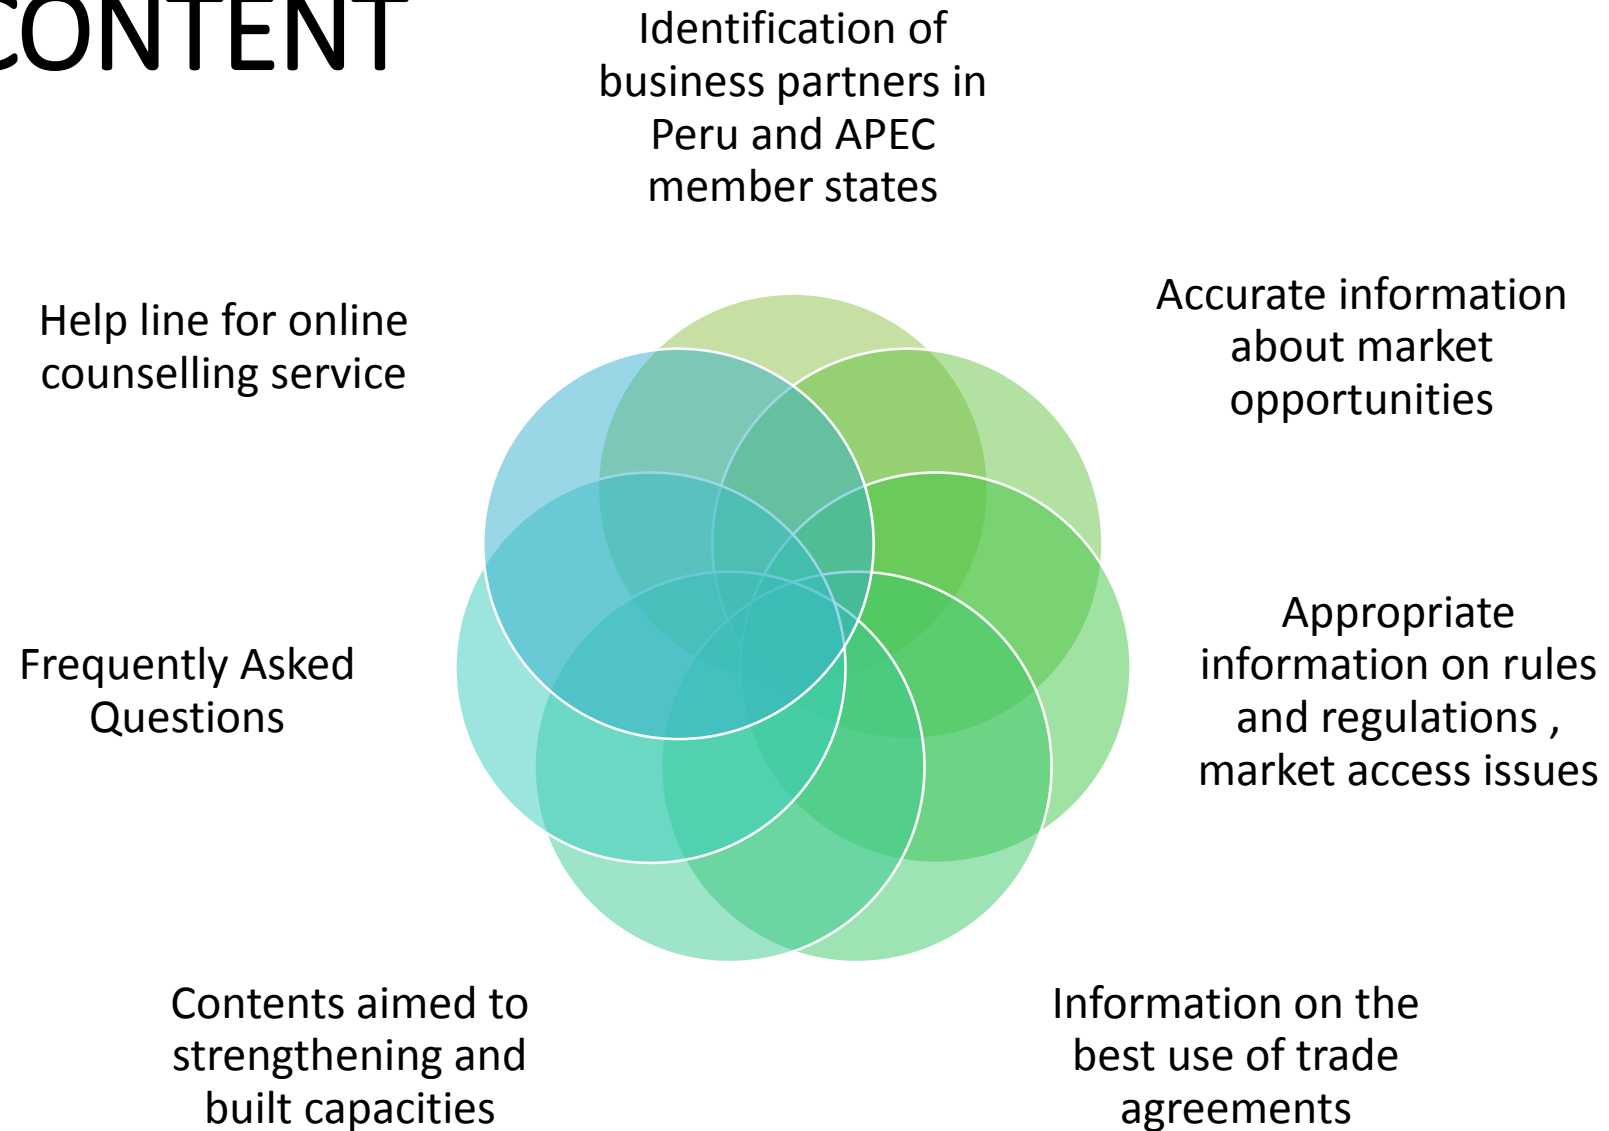 CONTENT
Identification of
business partners in
Peru and APEC
member states
Accurate information
about market
opportunities
Appropriate
information on rules
and regulations ,
market access issues
Information on the
best use of trade
agreements
Contents aimed to
strengthening and
built capacities
Frequently Asked
Questions
Help line for online
counselling service